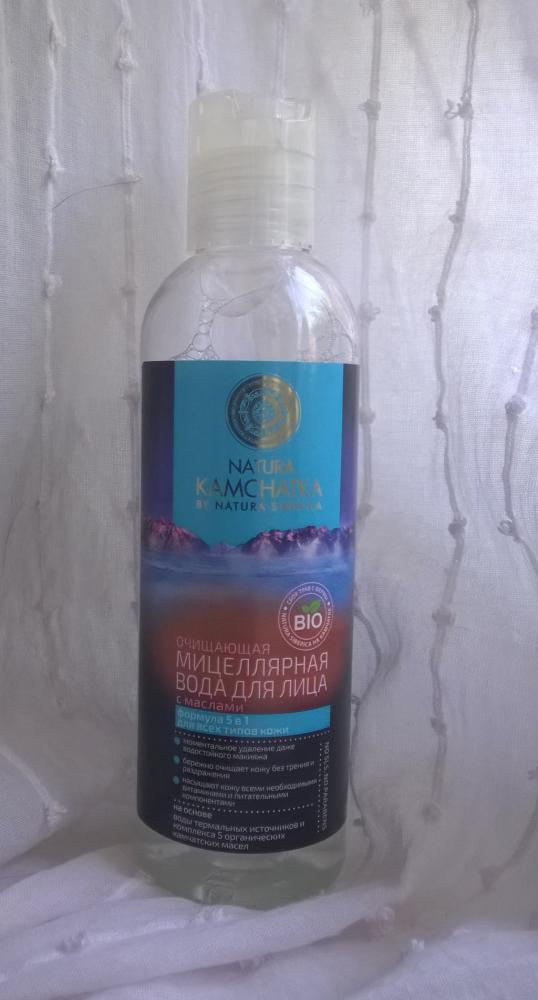 NATURA
KAMCHATKA
BY NATURA SIBERICA
BIO
ОЧИЩАЮЩАЯ
МИЦЕЛЛЯРНАЯ
ВОДА ДЛЯ ЛИЦА
с маслами
формула 5 в 1
для всех типов кожи
моментальное удаление даже
водостойкого макияжа
бережно очищает кожу без трения и
раздражения
насыщают кожу всеми необходимыми
витаминами и питательными
компонентами
на основе
воды термальных источников и
комплекса 5 органических
камчатских масел
NO SLS. NO PARABENS